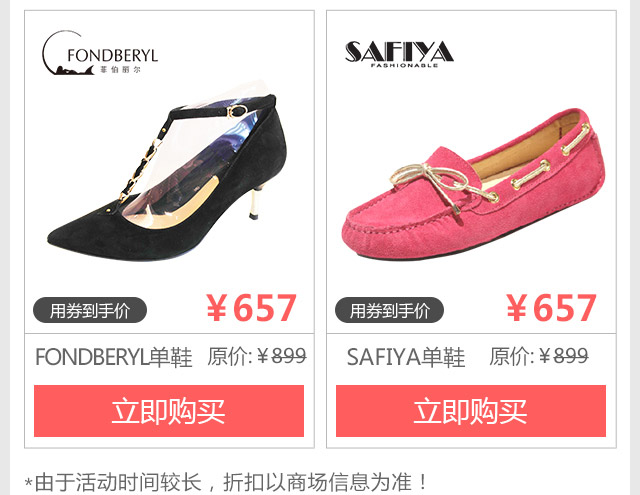 FONDBERYL
菲伯丽尔
用券到手价
¥657
FONDBERYL单鞋 原价:¥899
立即购买
SAFIYA
FASHIONABLE
用券到手价
¥657
SAFIYA单鞋 原价:¥899
立即购买
*由于活动时间较长，折扣以商场信息为准！